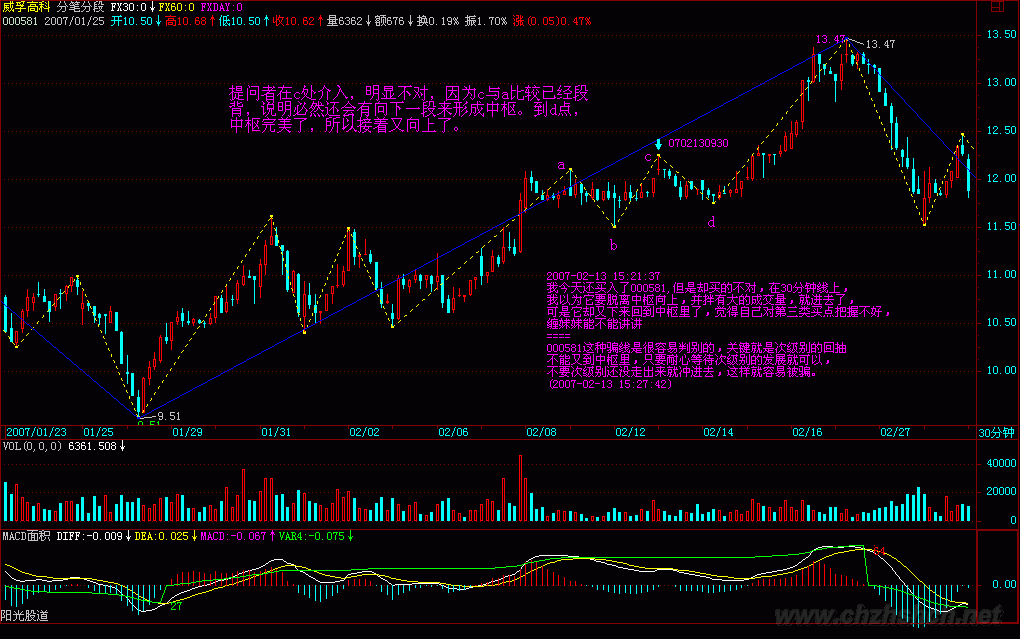 威孚高科 分笔分段 FX30:0↓FX60:0 FXDAY:0
000581 2007/01/25 开10.50↓高10.68↑低10.50↑收10.62↑量6362↓额676↓换0.19% 振1.70% 涨(0.05)0.47%
13.47
13.47
13.50
13.00
12.50
12.00
11.50
11.00
10.50
10.00
提问者在c处介入，明显不对，因为c与a比较已经段
背，说明必然还会有向下一段来形成中枢。到d点，
中枢完美了，所以接着又向上了。
0702130930
a
b
c
d
2007-02-13 15:21:37
我今天还买入了000581,但是却买的不对，在30分钟线上，
我以为它要脱离中枢向上，并拌有大的成交量，就进去了，
可是它却又下来回到中枢里了，觉得自己对第三类买点把握不好，
缠妹妹能不能讲讲
====
000581这种骗线是很容易判别的，关键就是次级别的回抽
不能又到中枢里，只要耐心等待次级别的发展就可以，
不要次级别还没走出来就冲进去，这样就容易被骗。
(2007-02-13 15:27:42)
9.51
9.51
2007/01/23 01/25 01/29 01/31 02/02 02/06 02/08 02/12 02/14 02/16 02/27 30分钟
VOL(0,0,0) 6361.508↓
40000
20000
0
MACD面积 DIFF:-0.009↓DEA:0.025↓MACD:-0.067↑VAR4:-0.075↓
27
0.00
阳光股道